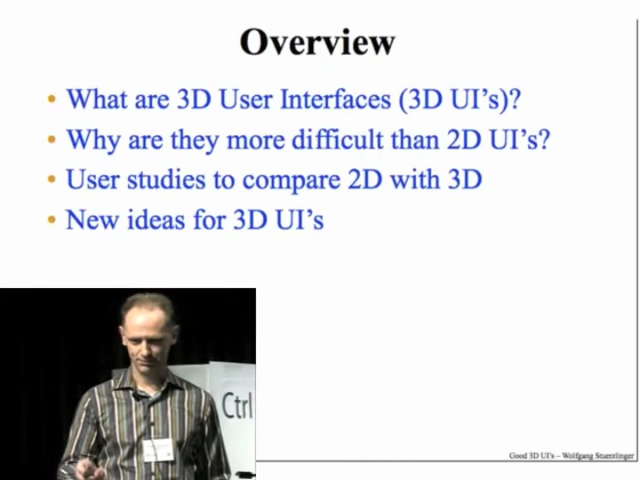 Overview
• What are 3D User Interfaces (3D UI's)?
• Why are they more difficult than 2D UI's?
• User studies to compare 2D with 3D
• New ideas for 3D UI's
Ctrl
Good 3D UI's – Wolfgang Stuerzlinger